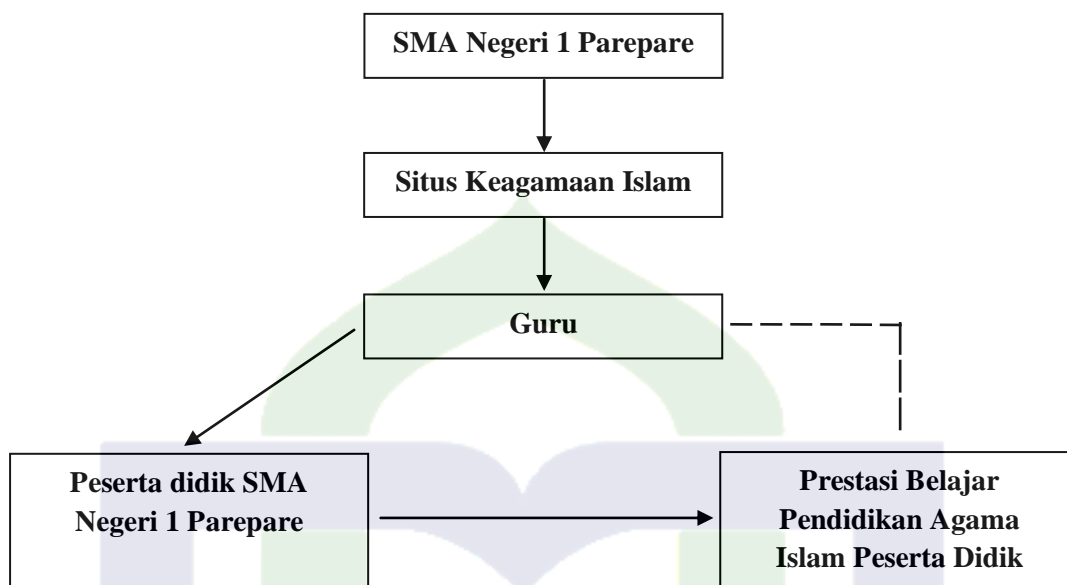 SMA Negeri 1 Parepare
Situs Keagamaan Islam
Guru
Peserta didik SMA
Negeri 1 Parepare
Prestasi Belajar
Pendidikan Agama
Islam Peserta Didik